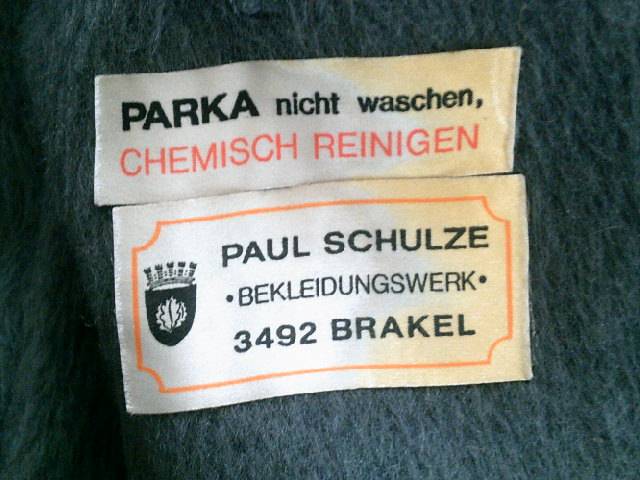 PARKA nicht waschen,
CHEMISCH REINIGEN
PAUL SCHULZE
•BEKLEIDUNGSWERK•
3492 BRAKEL